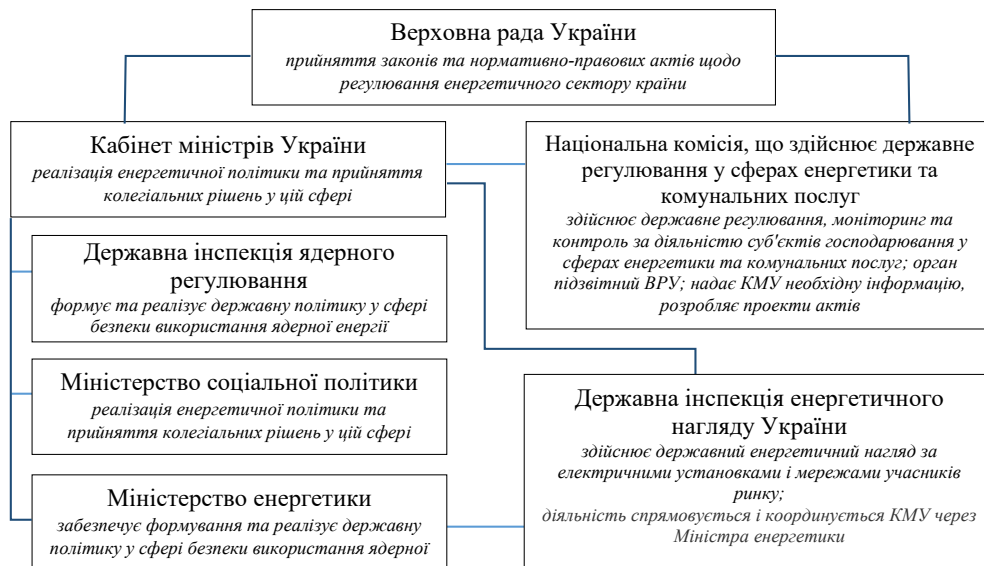 Верховна рада України
прийняття законів та нормативно-правових актів щодо
регулювання енергетичного сектору країни
Кабінет міністрів України
реалізація енергетичної політики та прийняття
колегіальних рішень у цій сфері
Національна комісія, що здійснює державне
регулювання у сферах енергетики та
комунальних послуг
здійснює державне регулювання, моніторинг та
контроль за діяльністю суб'єктів господарювання у
сферах енергетики та комунальних послуг; орган
підзвітний ВРУ; надає КМУ необхідну інформацію,
розробляє проекти актів
Державна інспекція ядерного
регулювання
формує та реалізує державну політику у сфері
безпеки використання ядерної енергії
Міністерство соціальної політики
реалізація енергетичної політики та
прийняття колегіальних рішень у цій сфері
Державна інспекція енергетичного
нагляду України
здійснює державний енергетичний нагляд за
електричними установками і мережами учасників
ринку;
діяльність спрямовується і координується КМУ через
Міністра енергетики
Міністерство енергетики
забезпечує формування та реалізує державну
політику у сфері безпеки використання ядерної